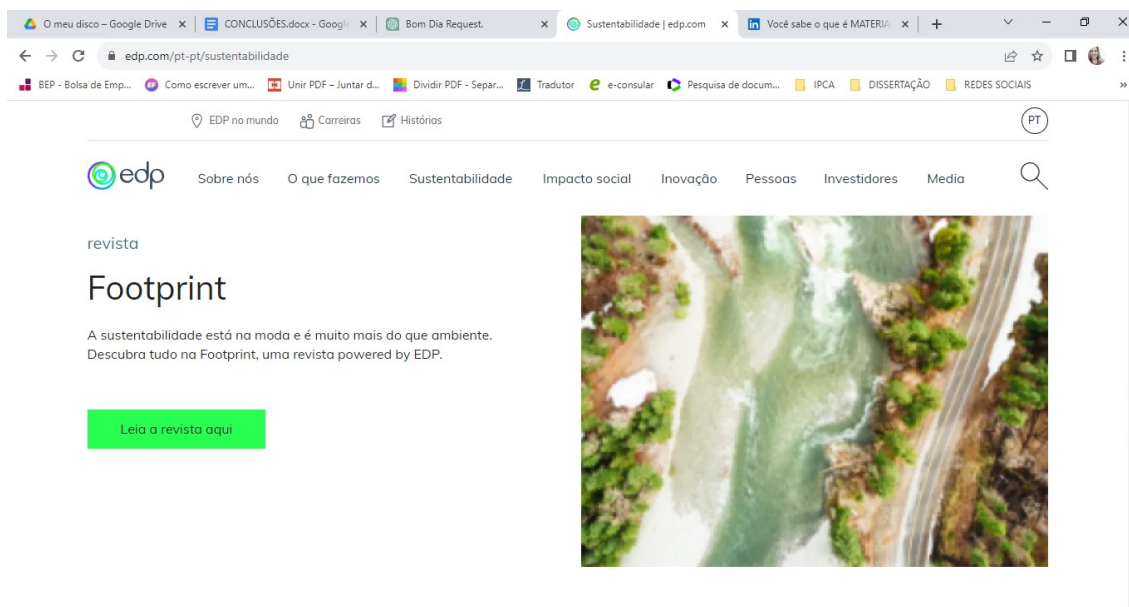 O meu disco – Google Drive
CONCLUSÕES.docx - Googl
Bom Dia Request.
Sustentabilidade | edp.com
Você sabe o que é MATERIA
edp.com/pt-pt/sustentabilidade
BEP - Bolsa de Emp...
Como escrever um...
Unir PDF – Juntar d...
Dividir PDF - Separ...
Tradutor
e-consular
Pesquisa de docum...
IPCA
DISSERTAÇÃO
REDES SOCIAIS
»
EDP no mundo
Carreiras
Histórias
PT
edp
Sobre nós
O que fazemos
Sustentabilidade
Impacto social
Inovação
Pessoas
Investidores
Media
revista
Footprint
A sustentabilidade está na moda e é muito mais do que ambiente.
Descubra tudo na Footprint, uma revista powered by EDP.
Leia a revista aqui